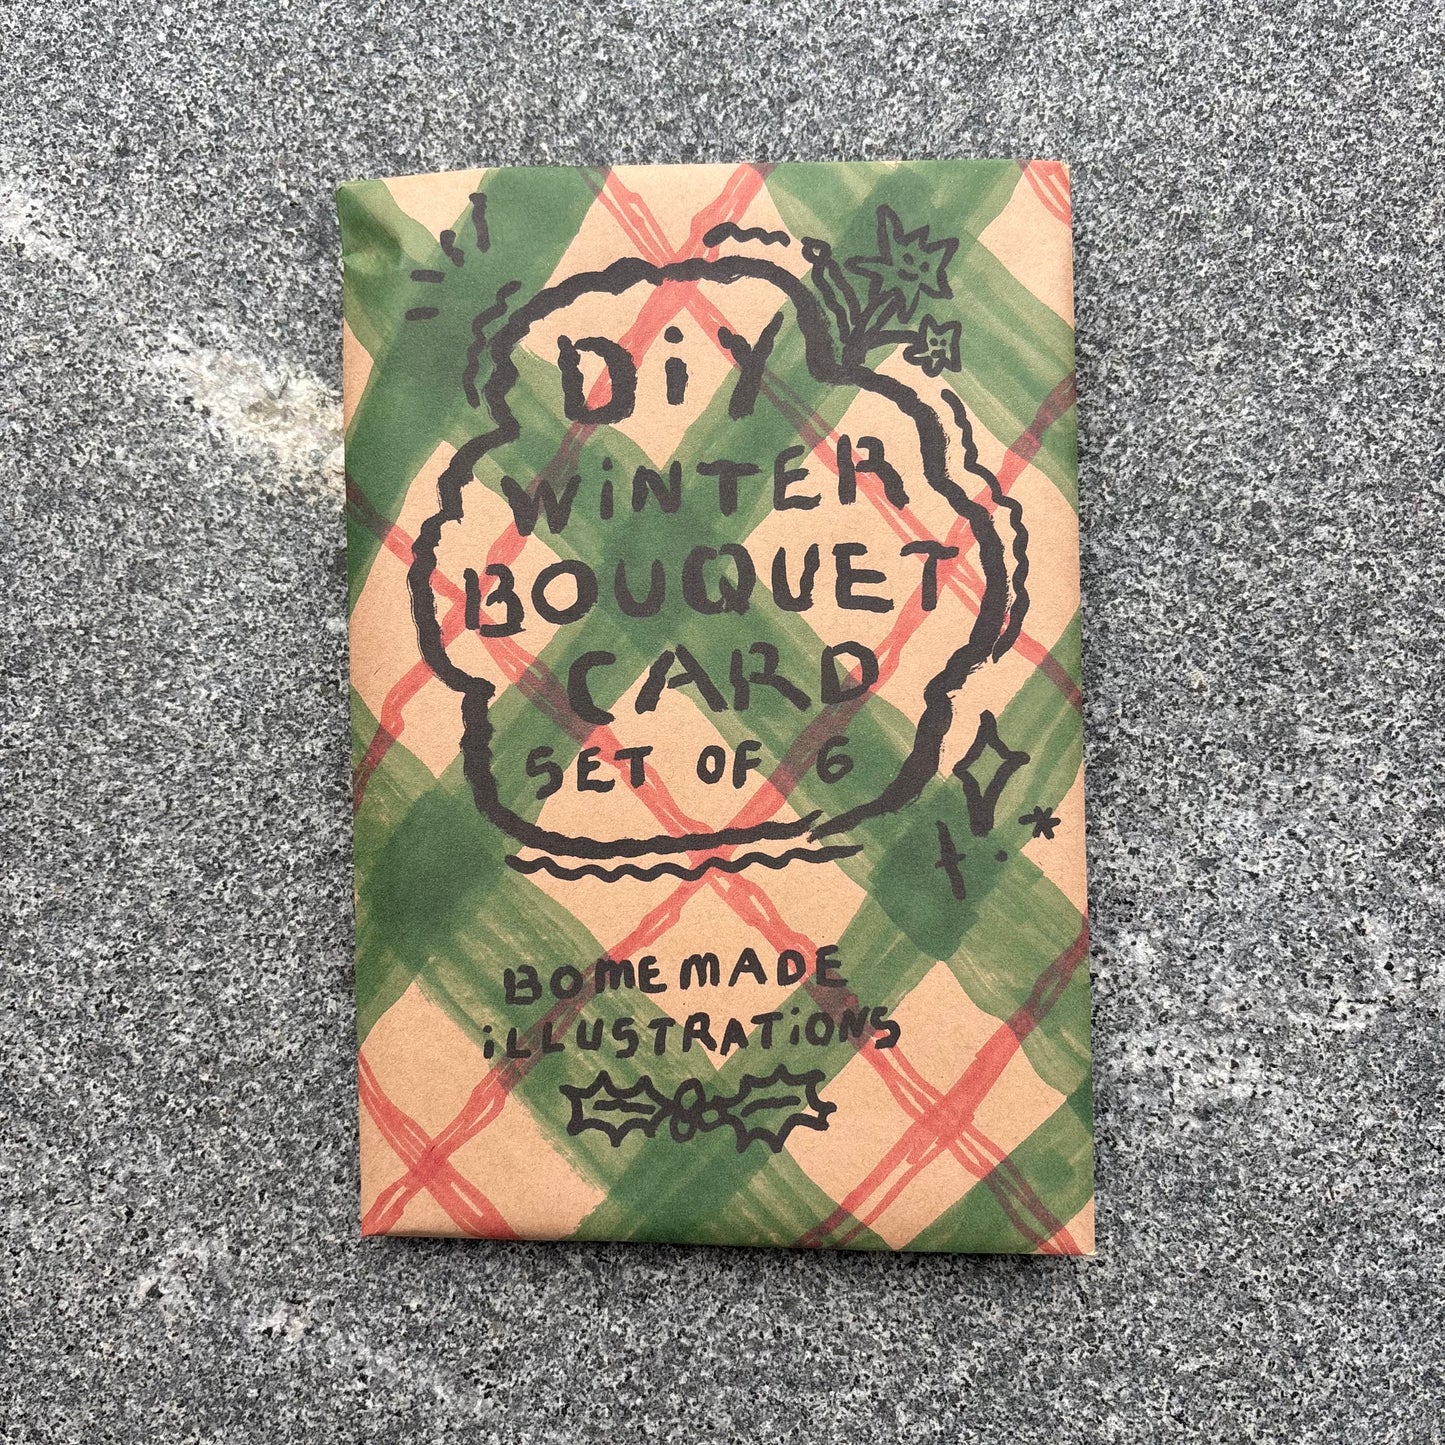 DiY
WiNTER
BOUQUET
CARD
SET OF 6
BOMEMADE
iLLUSTRATiONS